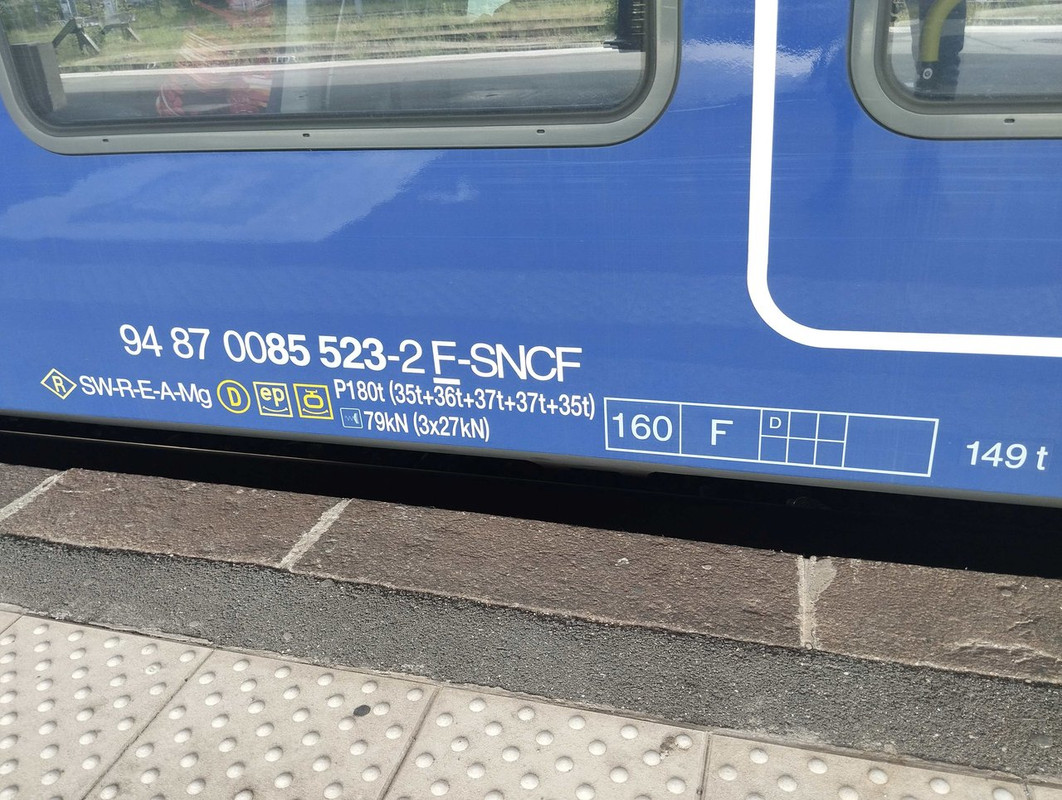 94 87 0085 523-2 F-SNCF
R SW-R-E-A-Mg D ep P180t (35t+36t+37t+37t+35t)
79kN (3x27kN)
160 F D
149 t